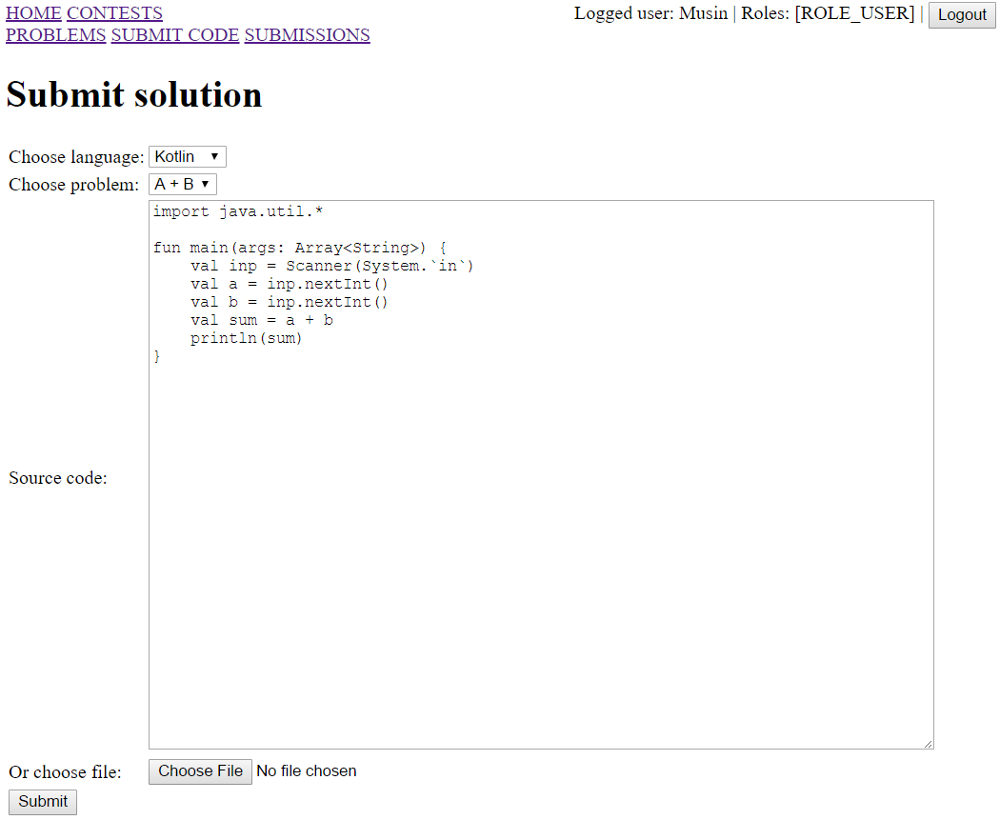 HOME CONTESTS
Logged user: Musin | Roles: [ROLE_USER] | Logout
PROBLEMS SUBMIT CODE SUBMISSIONS
Submit solution
Choose language: Kotlin
Choose problem: A + B
import java.util.*
fun main(args: Array<String>) {
    val inp = Scanner(System.`in`)
    val a = inp.nextInt()
    val b = inp.nextInt()
    val sum = a + b
    println(sum)
}
Source code:
Or choose file: Choose File No file chosen
Submit